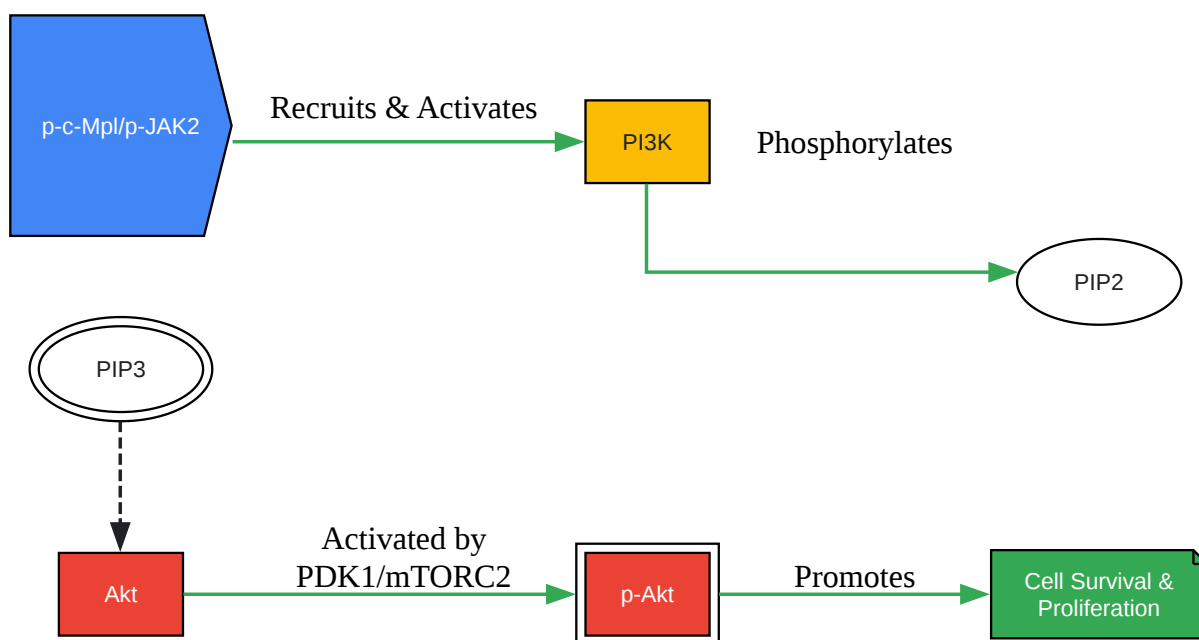 p-c-Mpl/p-JAK2
Recruits & Activates
PI3K
Phosphorylates
PIP2
PIP3
Akt
Activated by
PDK1/mTORC2
p-Akt
Promotes
Cell Survival &
Proliferation